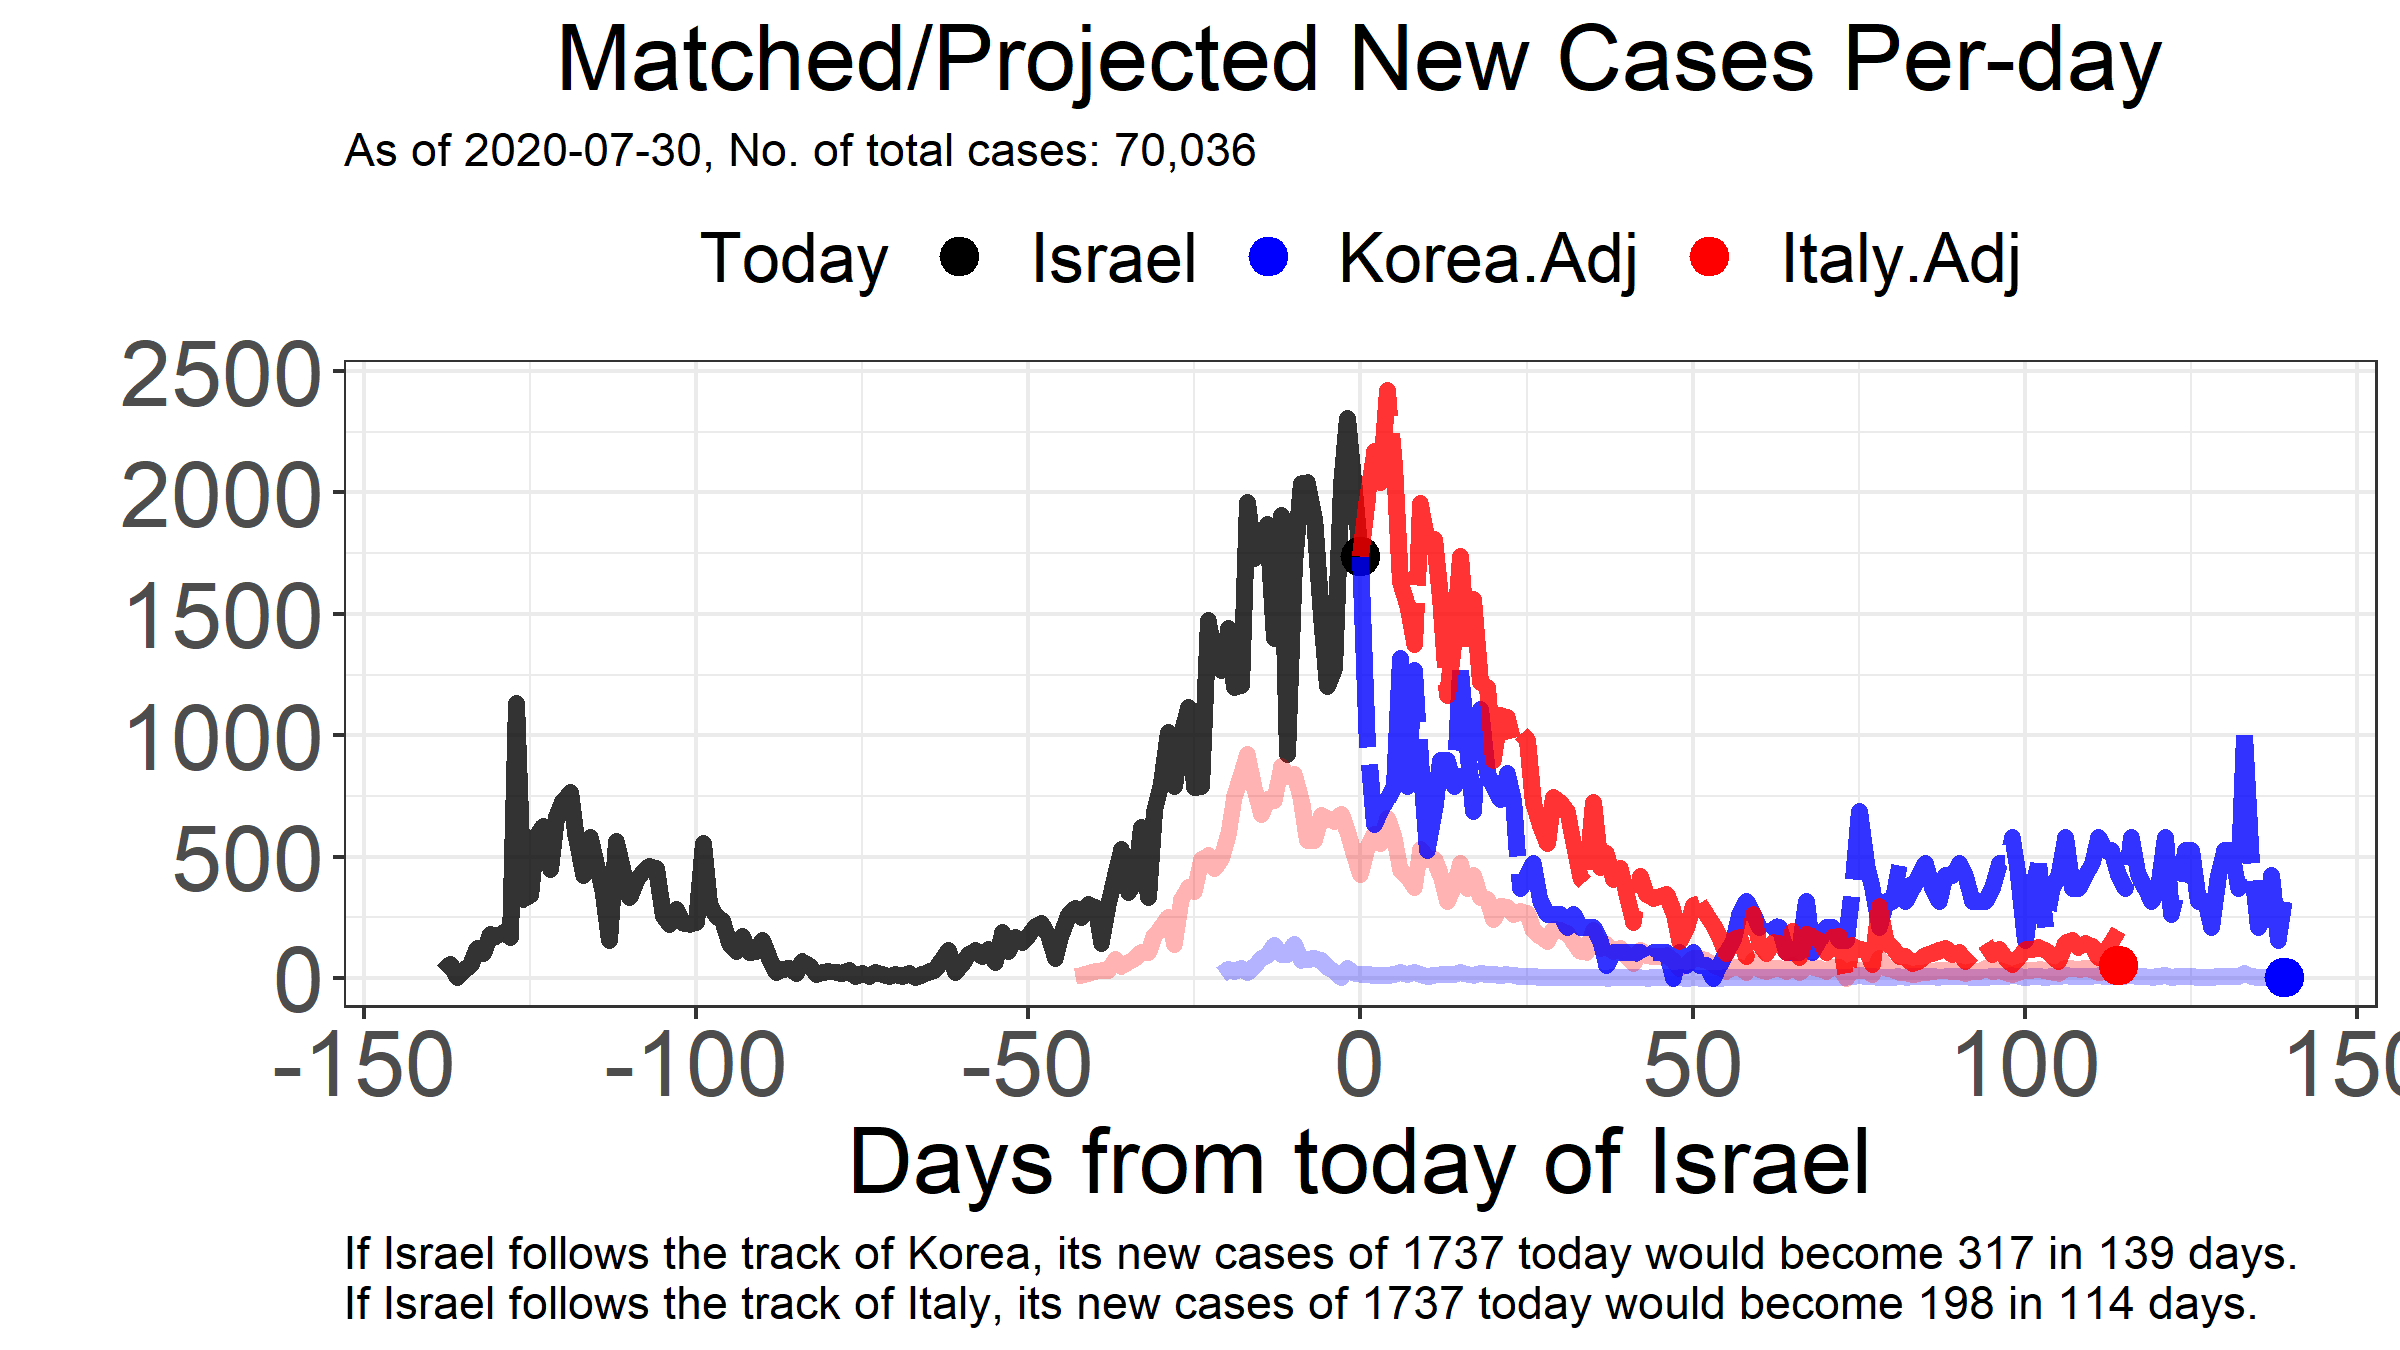 Matched/Projected New Cases Per-day
As of 2020-07-30, No. of total cases: 70,036
Today Israel Korea.Adj Italy.Adj
2500
2000
1500
1000
500
0
-150 -100 -50 0 50 100 150
Days from today of Israel
If Israel follows the track of Korea, its new cases of 1737 today would become 317 in 139 days.
If Israel follows the track of Italy, its new cases of 1737 today would become 198 in 114 days.